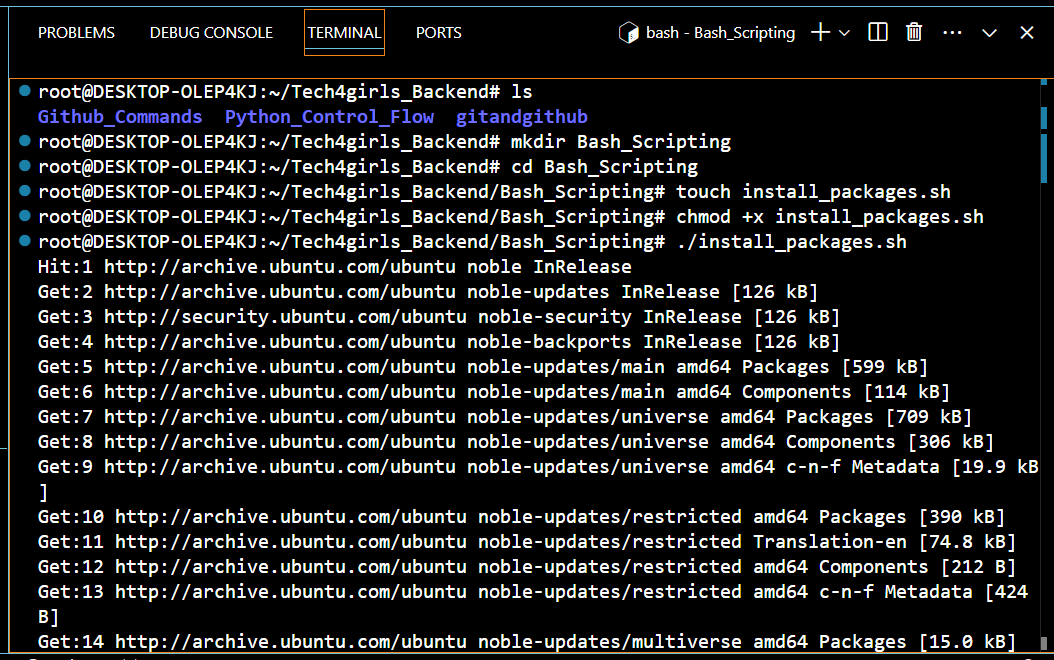 PROBLEMS DEBUG CONSOLE TERMINAL PORTS bash - Bash_Scripting
root@DESKTOP-OLEP4KJ:~/Tech4girls_Backend# ls
Github_Commands  Python_Control_Flow  gitandgithub
root@DESKTOP-OLEP4KJ:~/Tech4girls_Backend# mkdir Bash_Scripting
root@DESKTOP-OLEP4KJ:~/Tech4girls_Backend# cd Bash_Scripting
root@DESKTOP-OLEP4KJ:~/Tech4girls_Backend/Bash_Scripting# touch install_packages.sh
root@DESKTOP-OLEP4KJ:~/Tech4girls_Backend/Bash_Scripting# chmod +x install_packages.sh
root@DESKTOP-OLEP4KJ:~/Tech4girls_Backend/Bash_Scripting# ./install_packages.sh
Hit:1 http://archive.ubuntu.com/ubuntu noble InRelease
Get:2 http://archive.ubuntu.com/ubuntu noble-updates InRelease [126 kB]
Get:3 http://security.ubuntu.com/ubuntu noble-security InRelease [126 kB]
Get:4 http://archive.ubuntu.com/ubuntu noble-backports InRelease [126 kB]
Get:5 http://archive.ubuntu.com/ubuntu noble-updates/main amd64 Packages [599 kB]
Get:6 http://archive.ubuntu.com/ubuntu noble-updates/main amd64 Components [114 kB]
Get:7 http://archive.ubuntu.com/ubuntu noble-updates/universe amd64 Packages [709 kB]
Get:8 http://archive.ubuntu.com/ubuntu noble-updates/universe amd64 Components [306 kB]
Get:9 http://archive.ubuntu.com/ubuntu noble-updates/universe amd64 c-n-f Metadata [19.9 kB
]
Get:10 http://archive.ubuntu.com/ubuntu noble-updates/restricted amd64 Packages [390 kB]
Get:11 http://archive.ubuntu.com/ubuntu noble-updates/restricted Translation-en [74.8 kB]
Get:12 http://archive.ubuntu.com/ubuntu noble-updates/restricted amd64 Components [212 B]
Get:13 http://archive.ubuntu.com/ubuntu noble-updates/restricted amd64 c-n-f Metadata [424
B]
Get:14 http://archive.ubuntu.com/ubuntu noble-updates/multiverse amd64 Packages [15.0 kB]